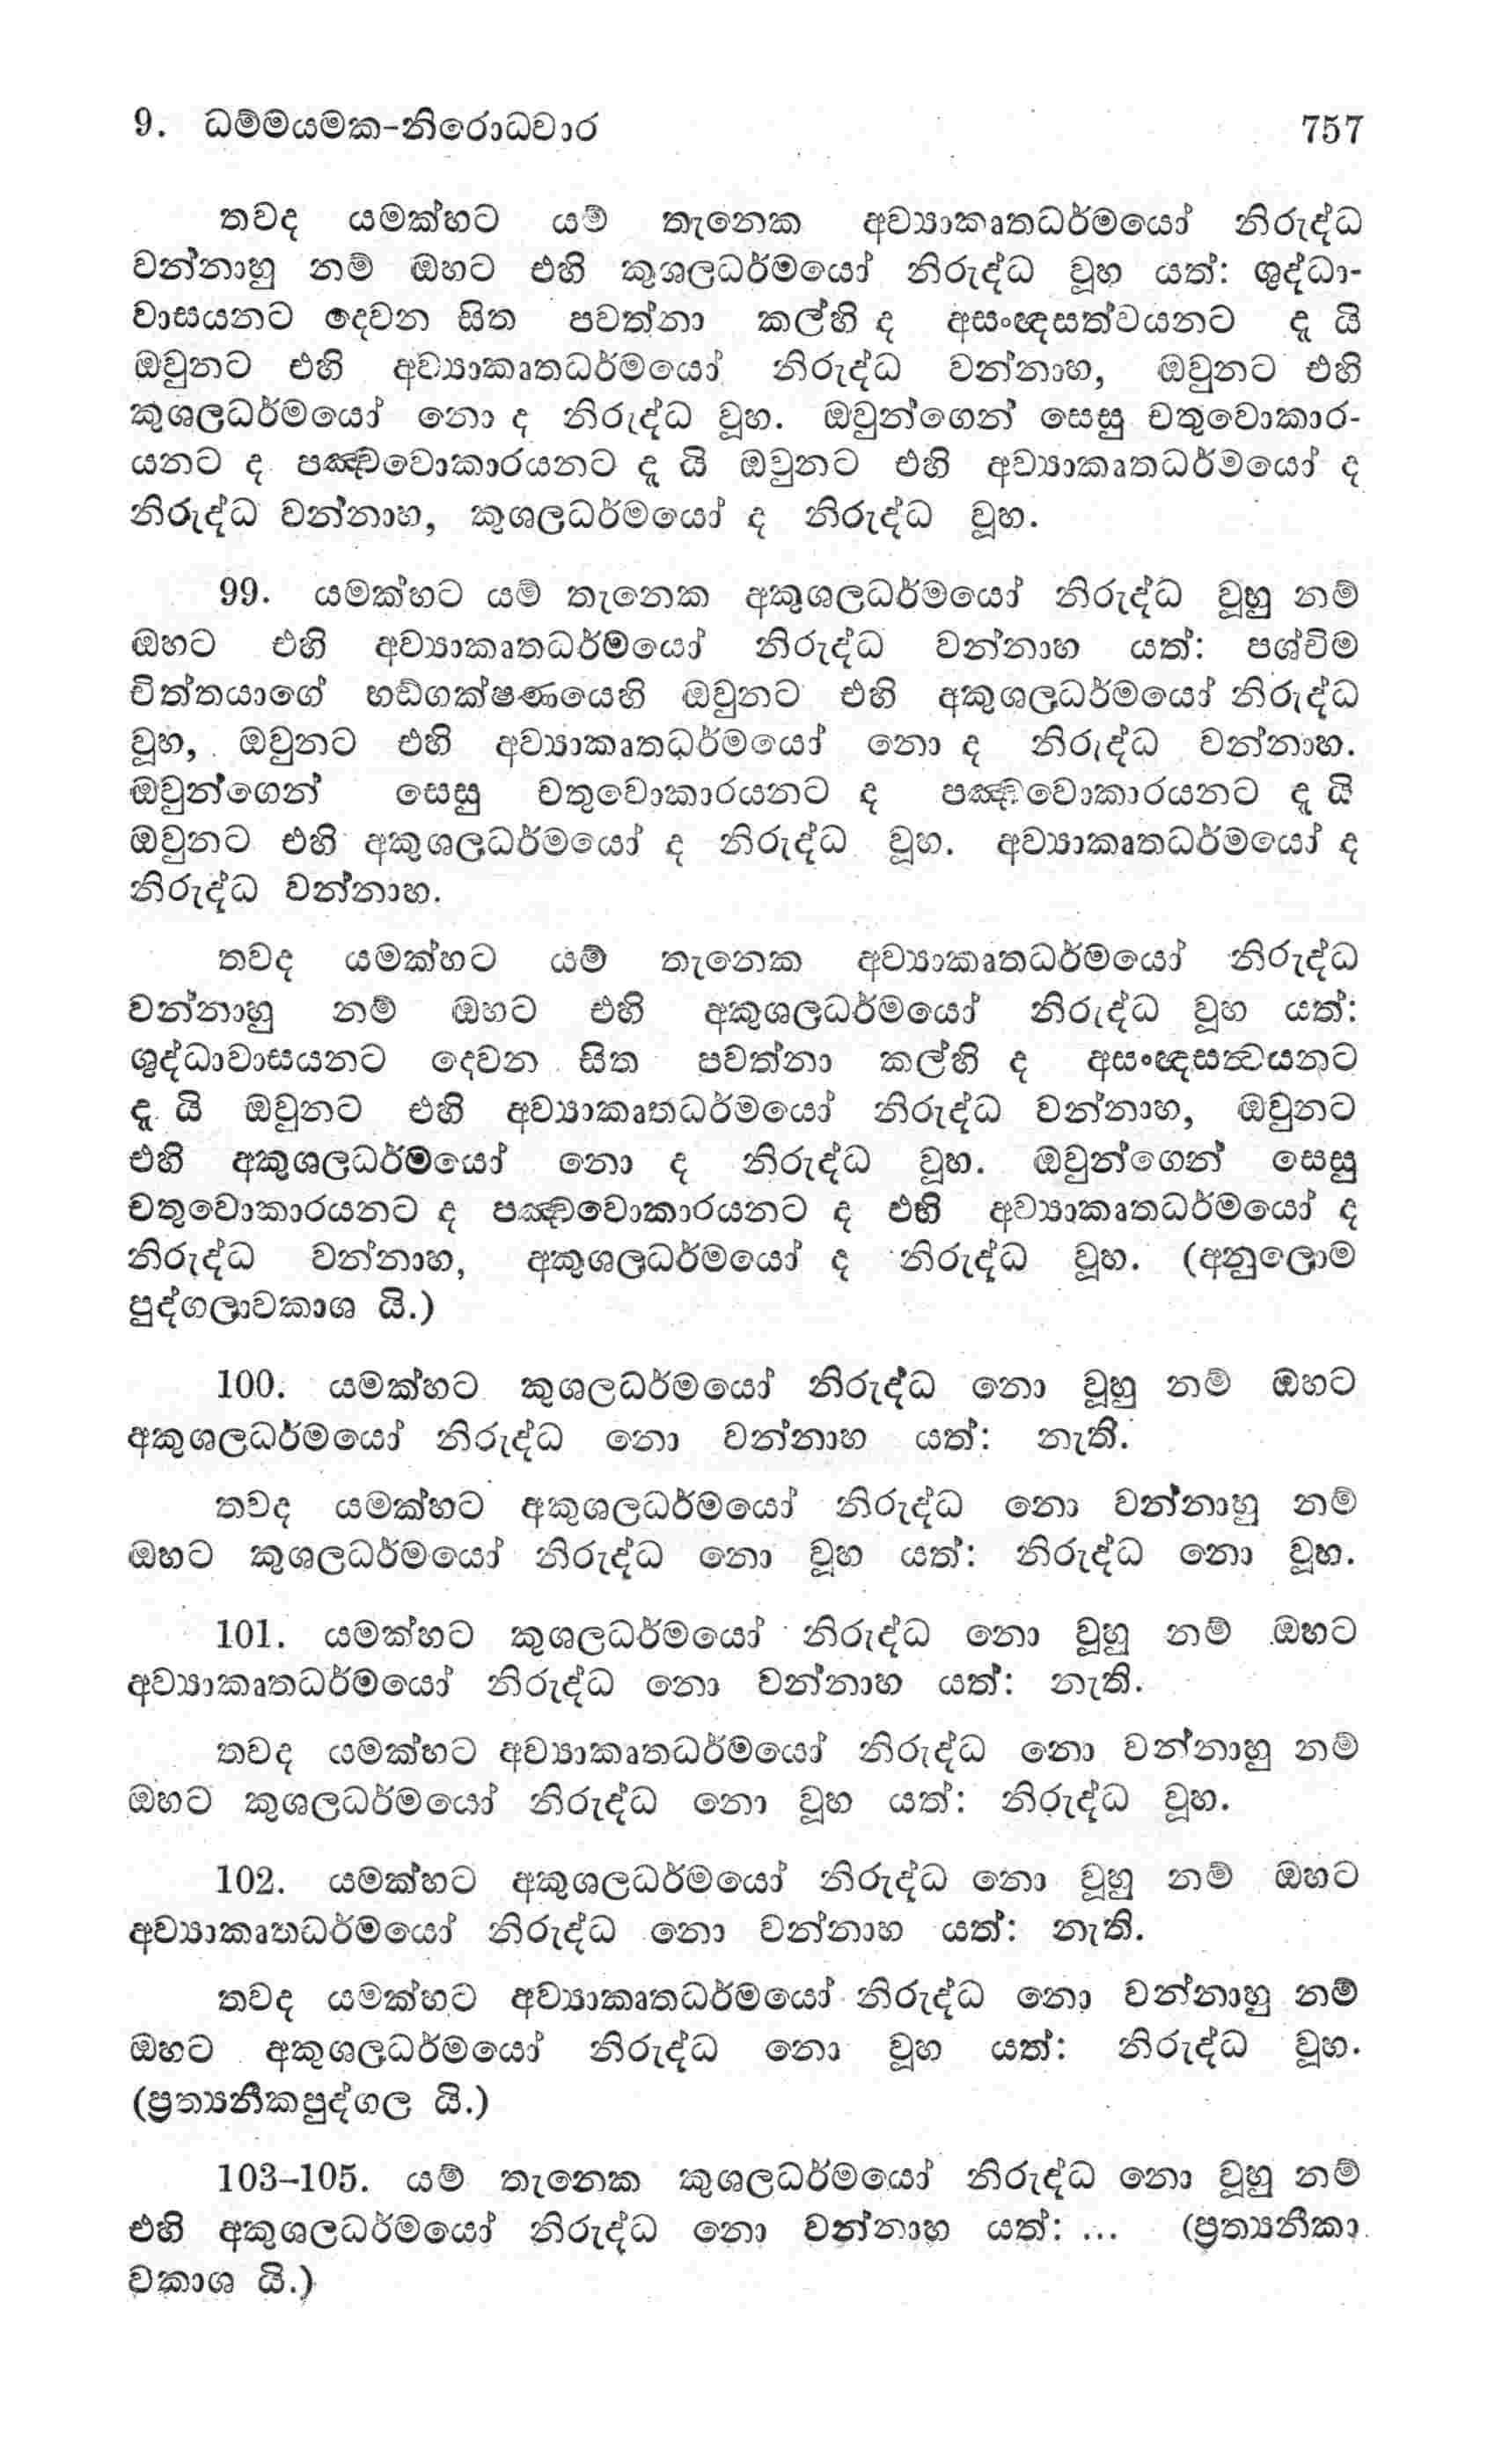 9. ධම්මයමක-නිරොධවාර 757
තවද යමක්හට යම් තැනෙක අව්‍යාකෘතධර්මයෝ නිරුද්ධ
වන්නාහු නම් ඔහට එහි කුශලධර්මයෝ නිරුද්ධ වූහ යත්: ශුද්ධා-
වාසයනට දෙවන සිත පවත්නා කල්හි ද අසංඥසත්වයනට ද යි
ඔවුනට එහි අව්‍යාකෘතධර්මයෝ නිරුද්ධ වන්නාහ, ඔවුනට එහි
කුශලධර්මයෝ නො ද නිරුද්ධ වූහ. ඔවුන්ගෙන් සෙසු චතුවොකාර-
යනට ද පඤ්චවොකාරයනට ද යි ඔවුනට එහි අව්‍යාකෘතධර්මයෝ ද
නිරුද්ධ වන්නාහ, කුශලධර්මයෝ ද නිරුද්ධ වූහ.
99. යමක්හට යම් තැනෙක අකුශලධර්මයෝ නිරුද්ධ වූහු නම්
ඔහට එහි අව්‍යාකෘතධර්මයෝ නිරුද්ධ වන්නාහ යත්: පශ්චිම
චිත්තයාගේ භඩ්ගක්ෂණයෙහි ඔවුනට එහි අකුශලධර්මයෝ නිරුද්ධ
වූහ, ඔවුනට එහි අව්‍යාකෘතධර්මයෝ නො ද නිරුද්ධ වන්නාහ.
ඔවුන්ගෙන් සෙසු චතුවොකාරයනට ද පඤ්චවොකාරයනට ද යි
ඔවුනට එහි අකුශලධර්මයෝ ද නිරුද්ධ වූහ. අව්‍යාකෘතධර්මයෝ ද
නිරුද්ධ වන්නාහ.
තවද යමක්හට යම් තැනෙක අව්‍යාකෘතධර්මයෝ නිරුද්ධ
වන්නාහු නම් ඔහට එහි අකුශලධර්මයෝ නිරුද්ධ වූහ යත්:
ශුද්ධාවාසයනට දෙවන සිත පවත්නා කල්හි ද අසංඥසත්‍වයනට
ද යි ඔවුනට එහි අව්‍යාකෘතධර්මයෝ නිරුද්ධ වන්නාහ, ඔවුනට
එහි අකුශලධර්මයෝ නො ද නිරුද්ධ වූහ. ඔවුන්ගෙන් සෙසු
චතුවොකාරයනට ද පඤ්චවොකාරයනට ද එහි අව්‍යාකෘතධර්මයෝ ද
නිරුද්ධ වන්නාහ, අකුශලධර්මයෝ ද නිරුද්ධ වූහ. (අනුලොම
පුද්ගලාවකාශ යි.)
100. යමක්හට කුශලධර්මයෝ නිරුද්ධ නො වූහු නම් ඔහට
අකුශලධර්මයෝ නිරුද්ධ නො වන්නාහ යත්: නැති.
තවද යමක්හට අකුශලධර්මයෝ නිරුද්ධ නො වන්නාහු නම්
ඔහට කුශලධර්මයෝ නිරුද්ධ නො වූහ යත්: නිරුද්ධ නො වූහ.
101. යමක්හට කුශලධර්මයෝ නිරුද්ධ නො වූහු නම් ඔහට
අව්‍යාකෘතධර්මයෝ නිරුද්ධ නො වන්නාහ යත්: නැති.
තවද යමක්හට අව්‍යාකෘතධර්මයෝ නිරුද්ධ නො වන්නාහු නම්
ඔහට කුශලධර්මයෝ නිරුද්ධ නො වූහ යත්: නිරුද්ධ වූහ.
102. යමක්හට අකුශලධර්මයෝ නිරුද්ධ නො වූහු නම් ඔහට
අව්‍යාකෘතධර්මයෝ නිරුද්ධ නො වන්නාහ යත්: නැති.
තවද යමක්හට අව්‍යාකෘතධර්මයෝ නිරුද්ධ නො වන්නාහු නම්
ඔහට අකුශලධර්මයෝ නිරුද්ධ නො වූහ යත්: නිරුද්ධ වූහ.
(ප්‍රත්‍යනීකපුද්ගල යි.)
103–105. යම් තැනෙක කුශලධර්මයෝ නිරුද්ධ නො වූහු නම්
එහි අකුශලධර්මයෝ නිරුද්ධ නො වන්නාහ යත්: ... (ප්‍රත්‍යනීකා
වකාශ යි.)